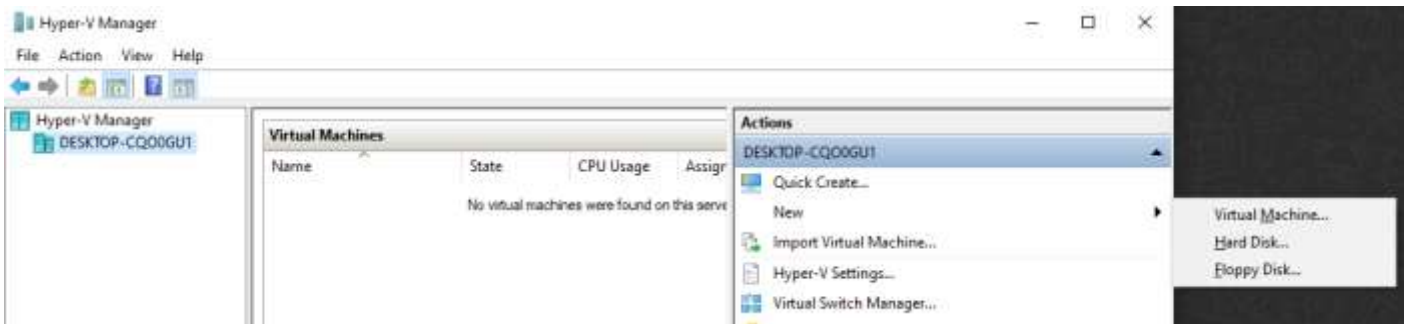 Hyper-V Manager
File Action View Help
Hyper-V Manager
DESKTOP-CQO0GU1
Virtual Machines
Name State CPU Usage Assigr
No virtual machines were found on this serve
Actions
DESKTOP-CQO0GU1
Quick Create...
New
Import Virtual Machine...
Hyper-V Settings...
Virtual Switch Manager...
Virtual Machine...
Hard Disk...
Floppy Disk...